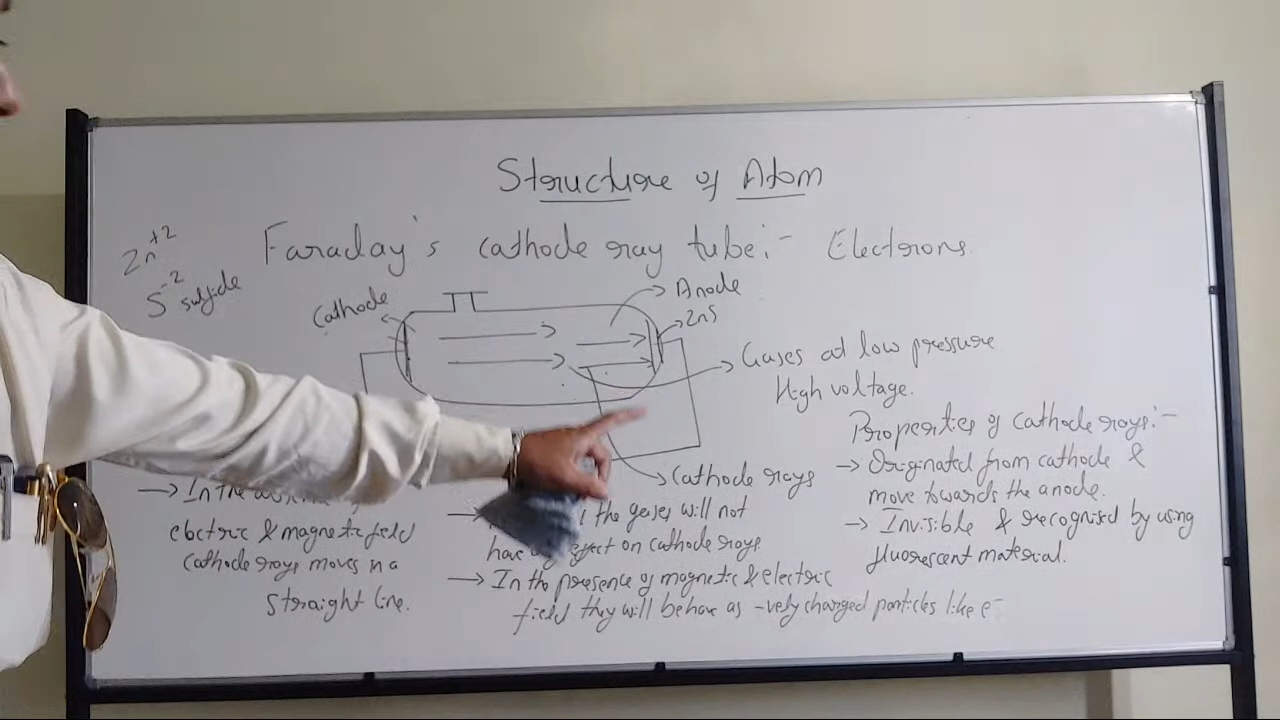 Structure of Atom
Zn+2
S-2 sulfide
Faraday's cathode ray tube:- Electrons.
Cathode
Anode
ZnS
Gases at low pressure
High voltage.
Cathode rays
Properties of cathode rays:-
→ Originated from cathode &
move towards the anode.
→ Invisible & recognised by using
fluorescent material.
→ In the
electric & magnetic field
cathode rays moves in a
straight line.
→ the gases will not
have effect on cathode rays
→ In the presence of magnetic & electric
field they will behave as -vely charged particles like e-